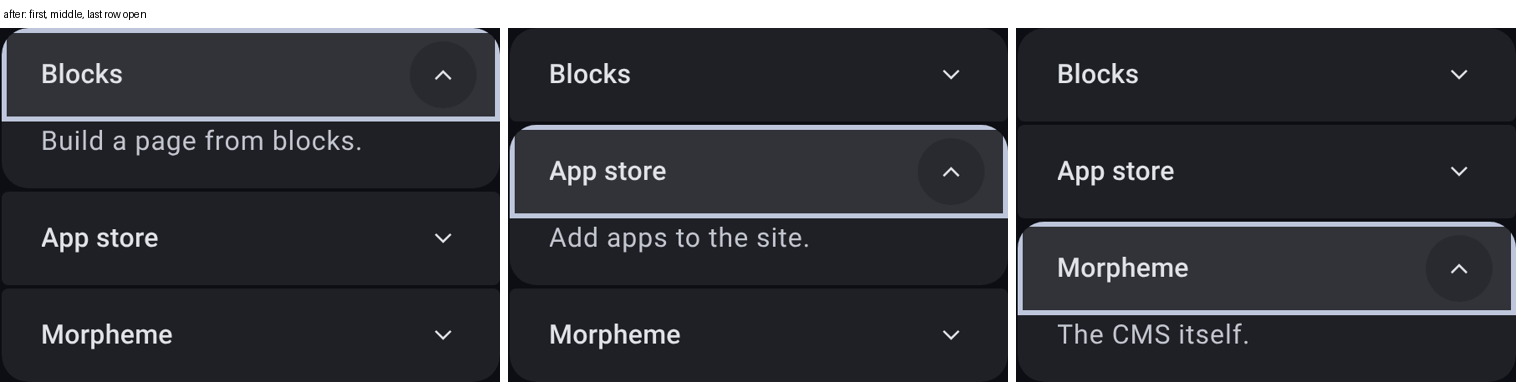 after: first, middle, last row open
Blocks
Build a page from blocks.
App store
Morpheme
Blocks
App store
Add apps to the site.
Morpheme
Blocks
App store
Morpheme
The CMS itself.